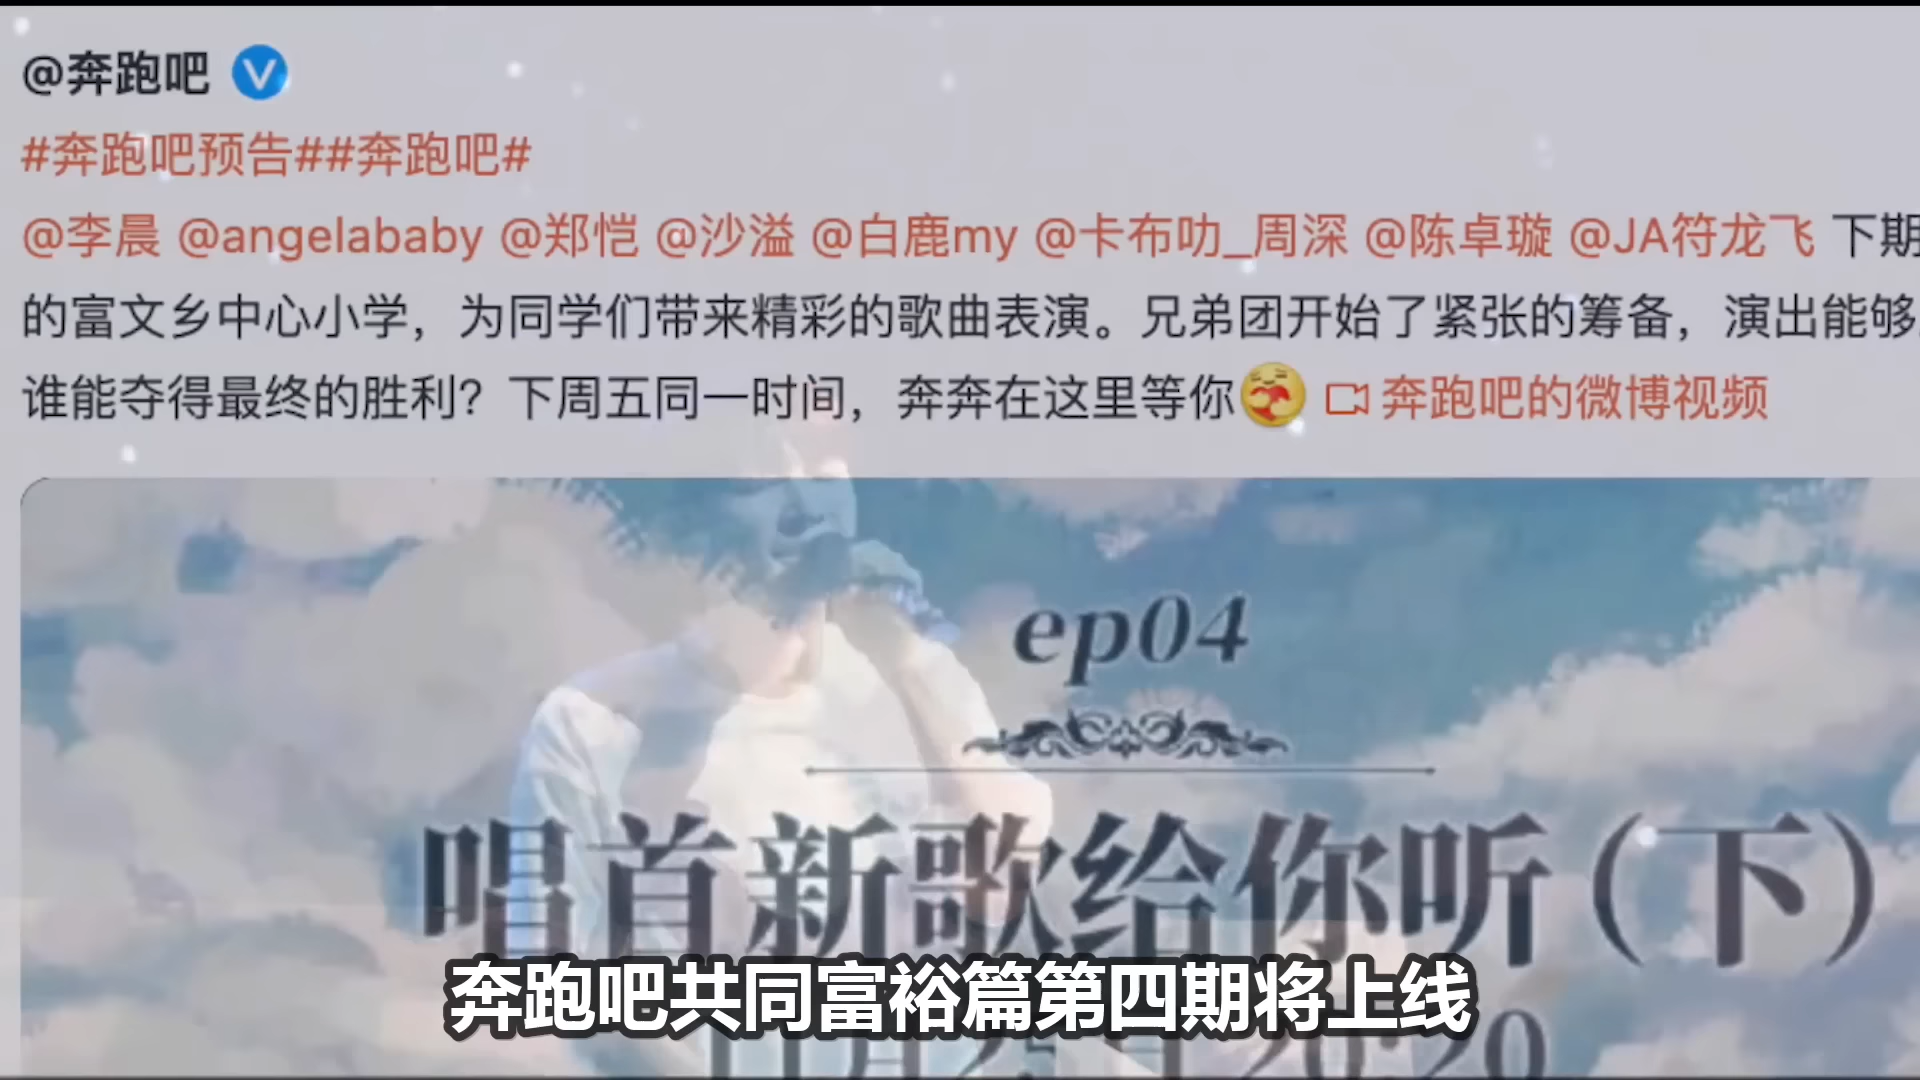 @奔跑吧
#奔跑吧预告##奔跑吧#
@李晨 @angelababy @郑恺 @沙溢 @白鹿my @卡布叻_周深 @陈卓璇 @JA符龙飞 下期
的富文乡中心小学，为同学们带来精彩的歌曲表演。兄弟团开始了紧张的筹备，演出能够
谁能夺得最终的胜利？下周五同一时间，奔奔在这里等你 奔跑吧的微博视频
ep04
唱首新歌给你听（下）
奔跑吧共同富裕篇第四期将上线